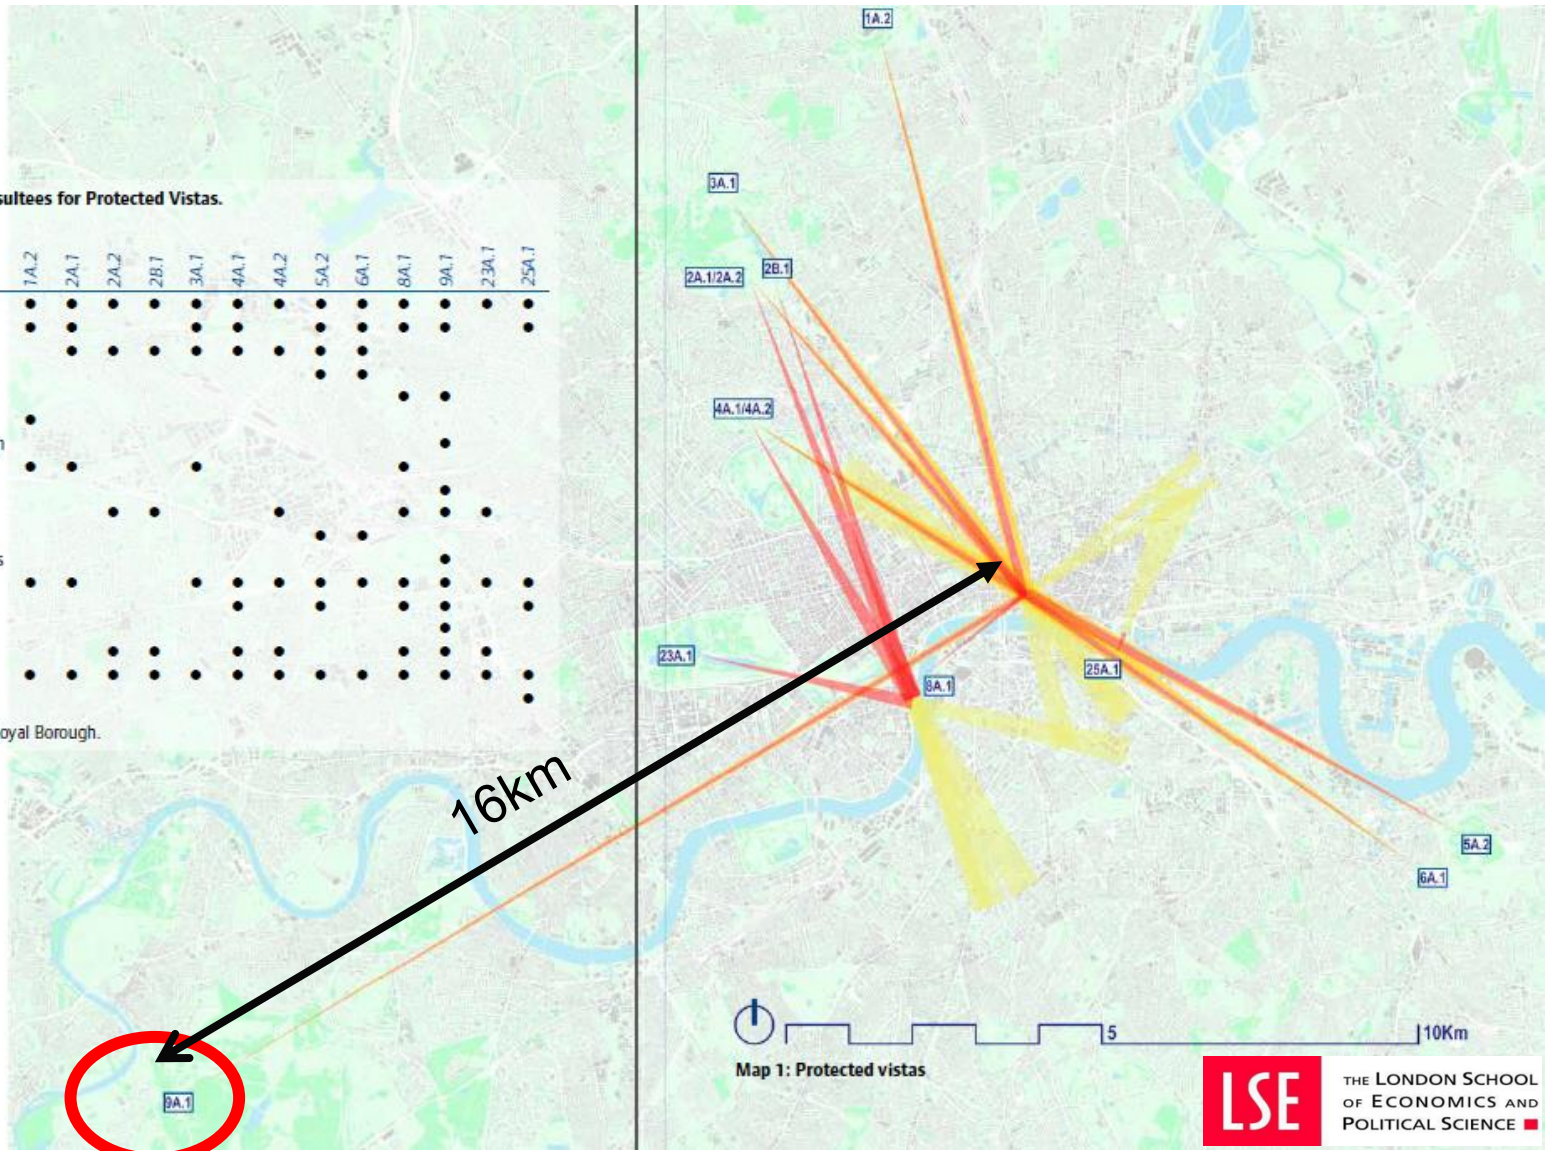 1A.2
3A.1
sultees for Protected Vistas.
1A.2 2A.1 2A.2 2B.1 3A.1 4A.1 4A.2 5A.2 6A.1 8A.1 9A.1 23A.1 25A.1
2A.1/2A.2
2B.1
4A.1/4A.2
n
s
23A.1
25A.1
8A.1
oyal Borough.
16km
5A.2
6A.1
5
10Km
Map 1: Protected vistas
9A.1
LSE
THE LONDON SCHOOL
OF ECONOMICS AND
POLITICAL SCIENCE